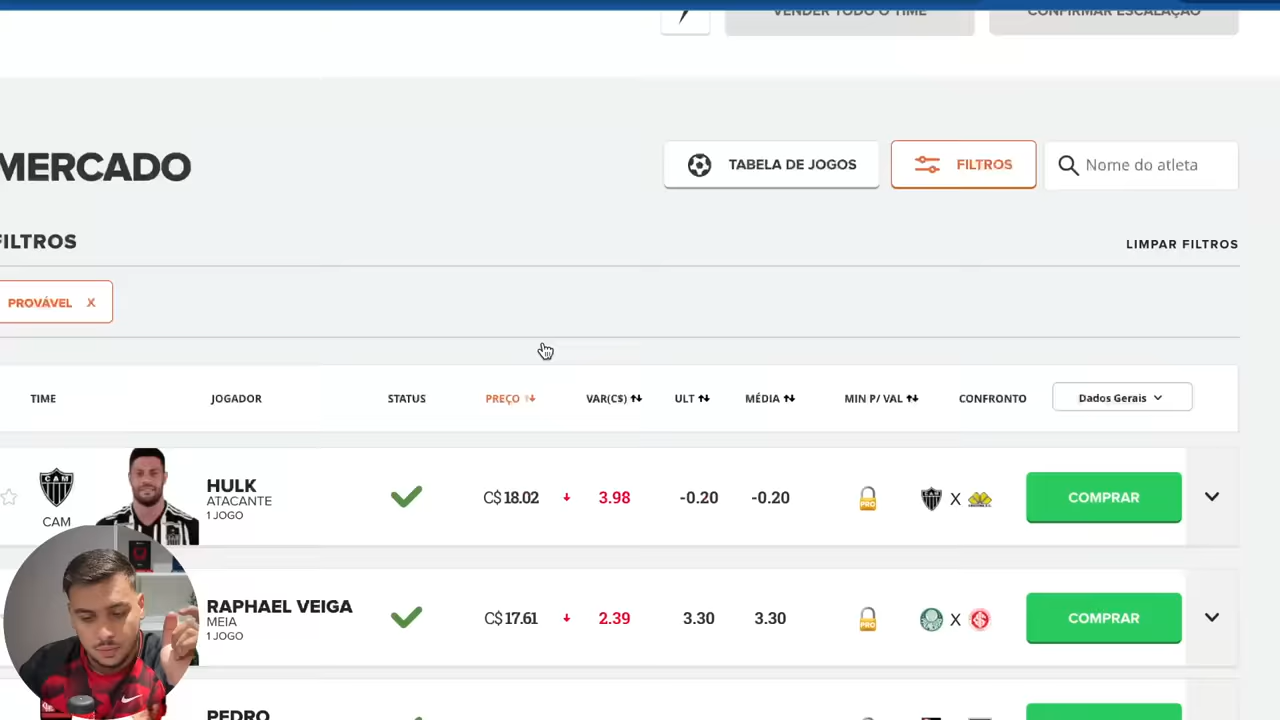 VENDER TODO O TIME
CONFIRMAR ESCALAÇÃO
MERCADO
TABELA DE JOGOS
FILTROS
Nome do atleta
FILTROS
LIMPAR FILTROS
PROVÁVEL X
TIME JOGADOR STATUS PREÇO VAR(C$) ULT MÉDIA MIN P/ VAL CONFRONTO Dados Gerais
CAM
CAM
HULK
ATACANTE
1 JOGO
C$ 18.02 3.98 -0.20 -0.20 PRO X COMPRAR
RAPHAEL VEIGA
MEIA
1 JOGO
C$ 17.61 2.39 3.30 3.30 PRO X COMPRAR
PEDRO